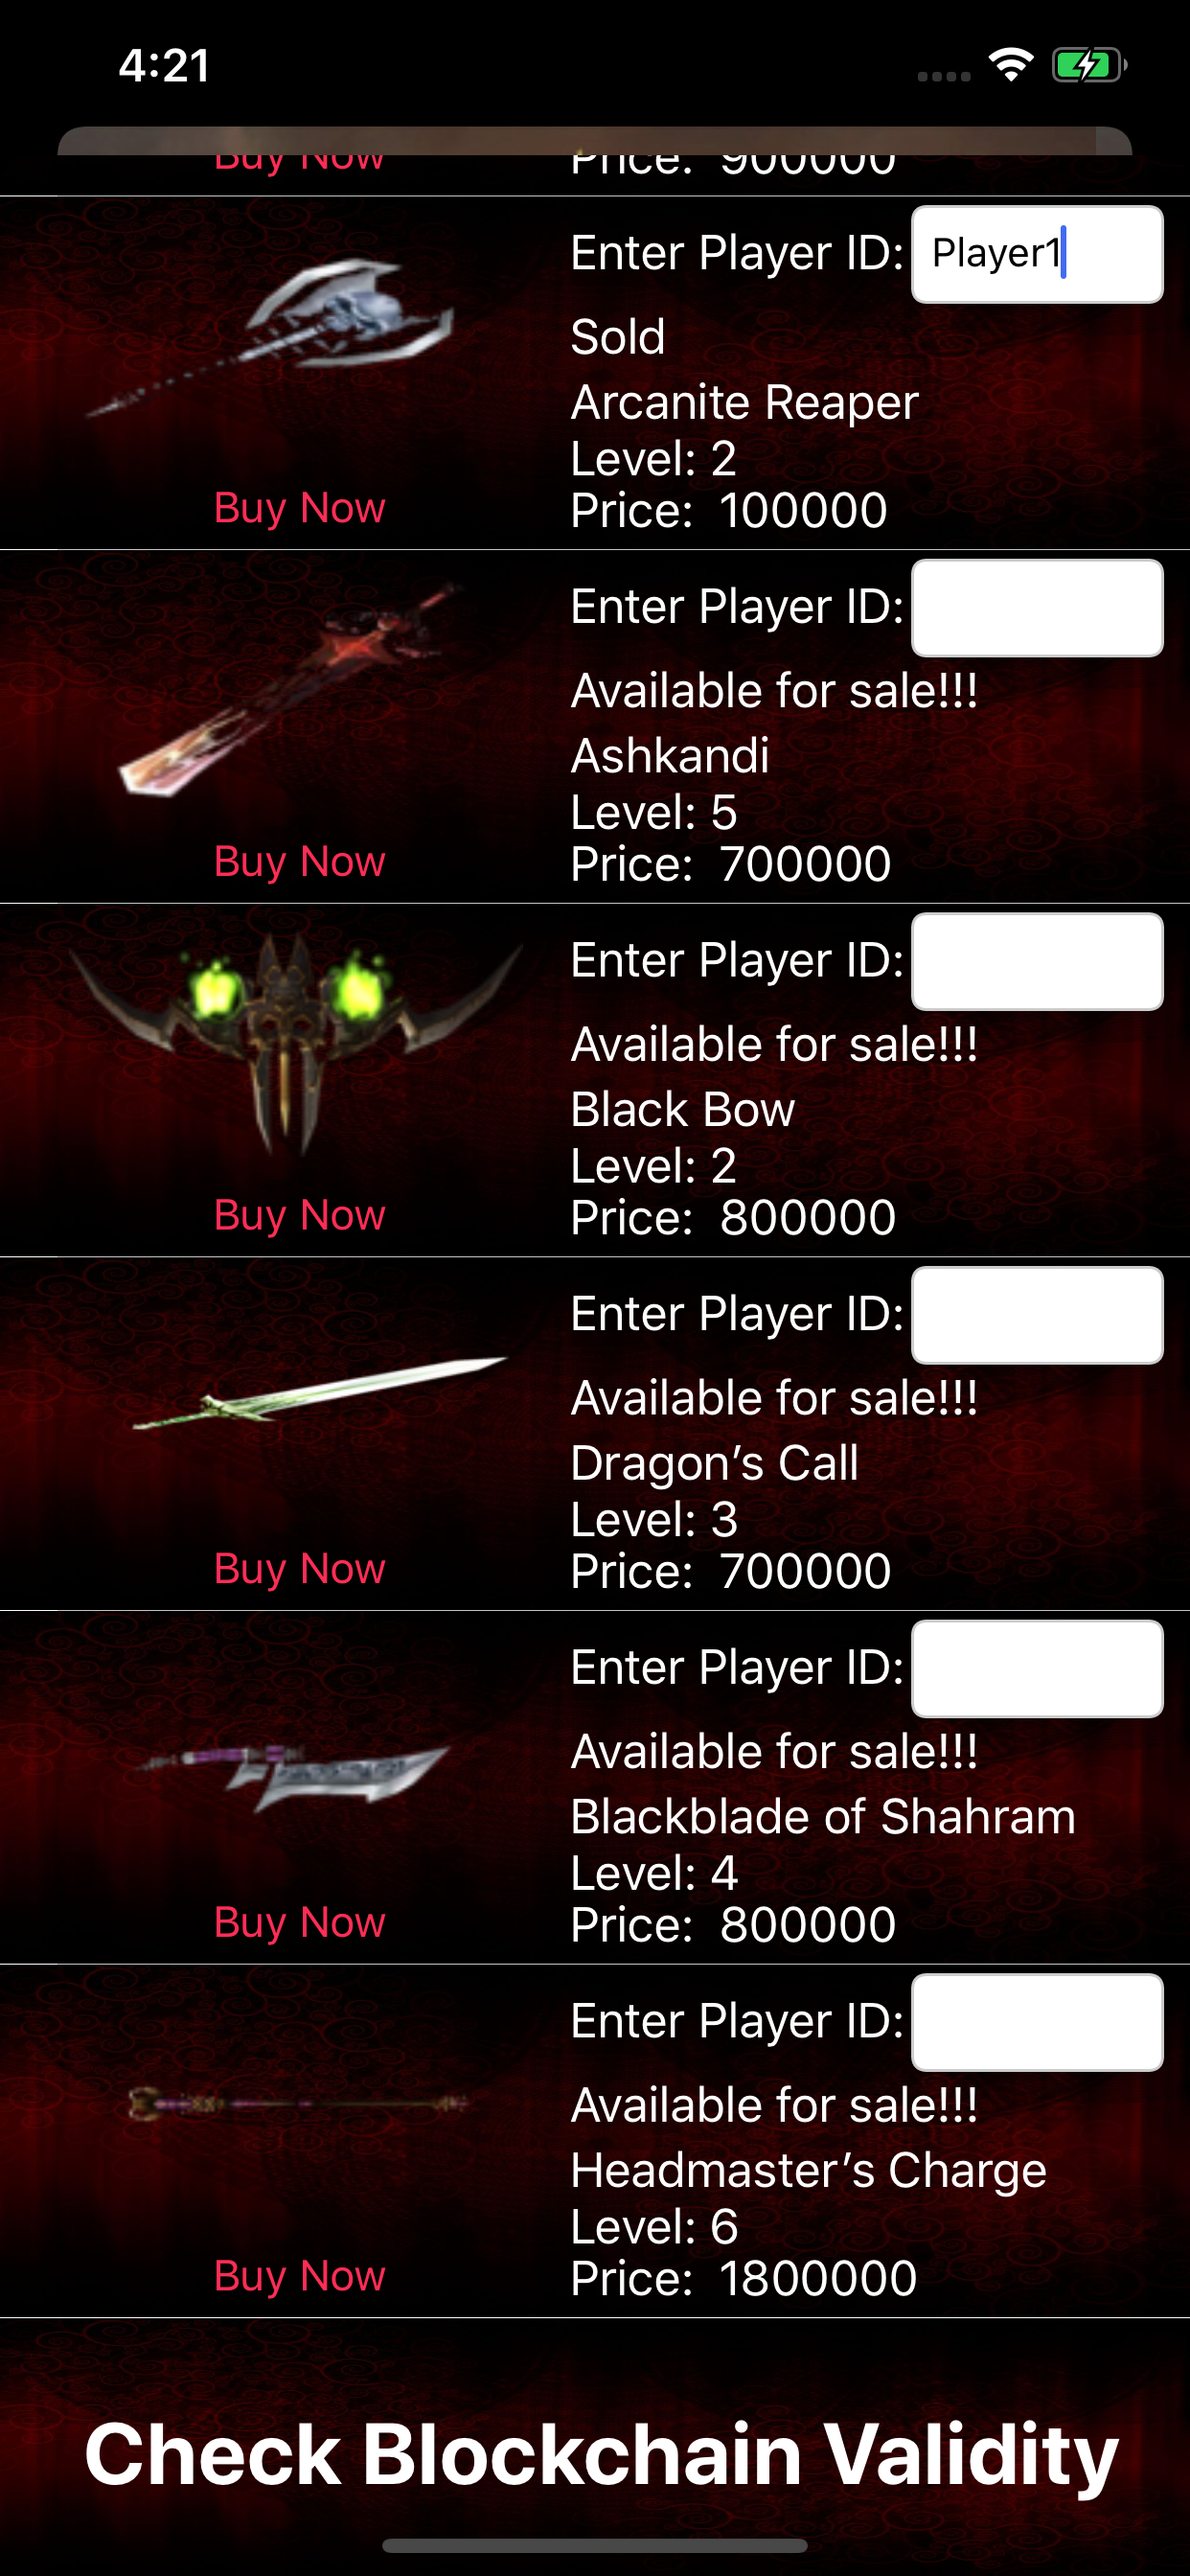 4:21
Buy Now
Price: 900000
Enter Player ID: Player1
Sold
Arcanite Reaper
Level: 2
Buy Now
Price: 100000
Enter Player ID:
Available for sale!!!
Ashkandi
Level: 5
Buy Now
Price: 700000
Enter Player ID:
Available for sale!!!
Black Bow
Level: 2
Buy Now
Price: 800000
Enter Player ID:
Available for sale!!!
Dragon’s Call
Level: 3
Buy Now
Price: 700000
Enter Player ID:
Available for sale!!!
Blackblade of Shahram
Level: 4
Buy Now
Price: 800000
Enter Player ID:
Available for sale!!!
Headmaster’s Charge
Level: 6
Buy Now
Price: 1800000
Check Blockchain Validity